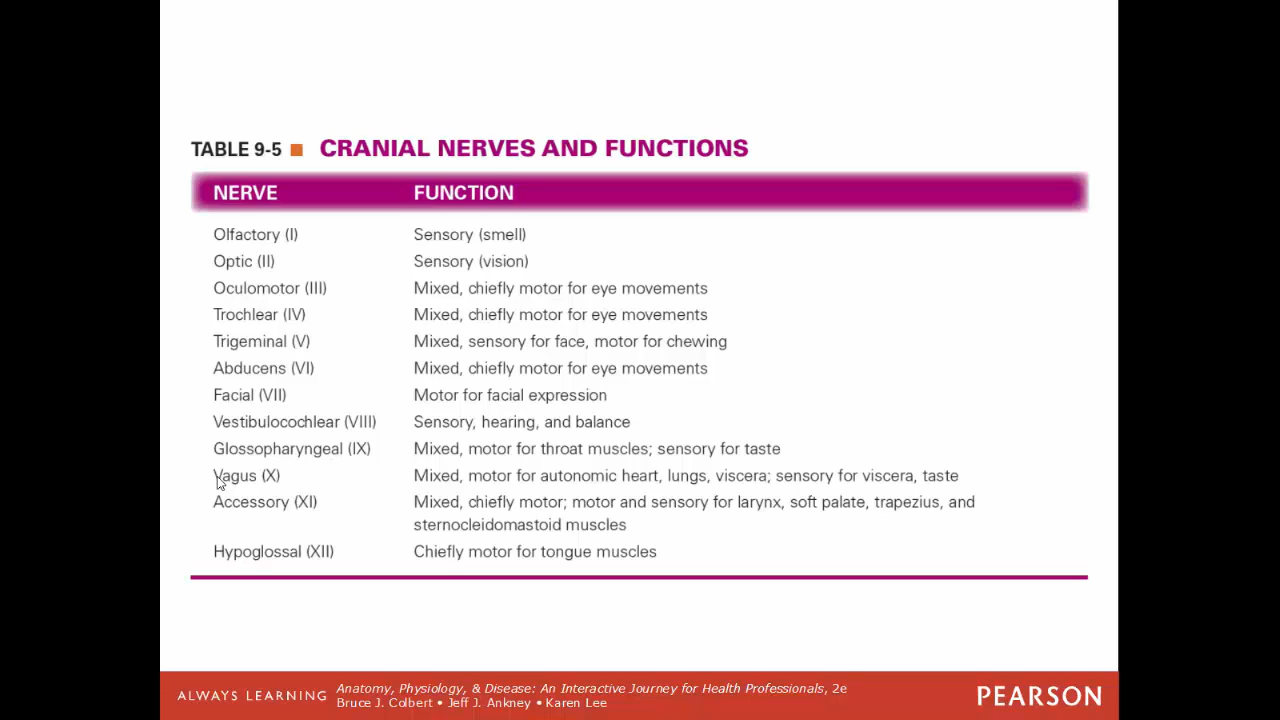 TABLE 9-5 ■ CRANIAL NERVES AND FUNCTIONS
NERVE FUNCTION
Olfactory (I) Sensory (smell)
Optic (II) Sensory (vision)
Oculomotor (III) Mixed, chiefly motor for eye movements
Trochlear (IV) Mixed, chiefly motor for eye movements
Trigeminal (V) Mixed, sensory for face, motor for chewing
Abducens (VI) Mixed, chiefly motor for eye movements
Facial (VII) Motor for facial expression
Vestibulocochlear (VIII) Sensory, hearing, and balance
Glossopharyngeal (IX) Mixed, motor for throat muscles; sensory for taste
Vagus (X) Mixed, motor for autonomic heart, lungs, viscera; sensory for viscera, taste
Accessory (XI) Mixed, chiefly motor; motor and sensory for larynx, soft palate, trapezius, and
sternocleidomastoid muscles
Hypoglossal (XII) Chiefly motor for tongue muscles
ALWAYS LEARNING
Anatomy, Physiology, & Disease: An Interactive Journey for Health Professionals, 2e
Bruce J. Colbert • Jeff J. Ankney • Karen Lee
PEARSON